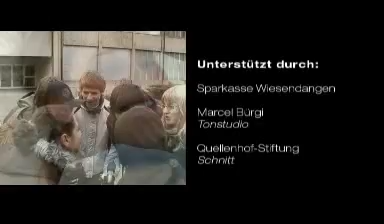 Unterstützt durch:
Sparkasse Wiesendangen
Marcel Bürgi
Tonstudio
Quellenhof-Stiftung
Schnitt